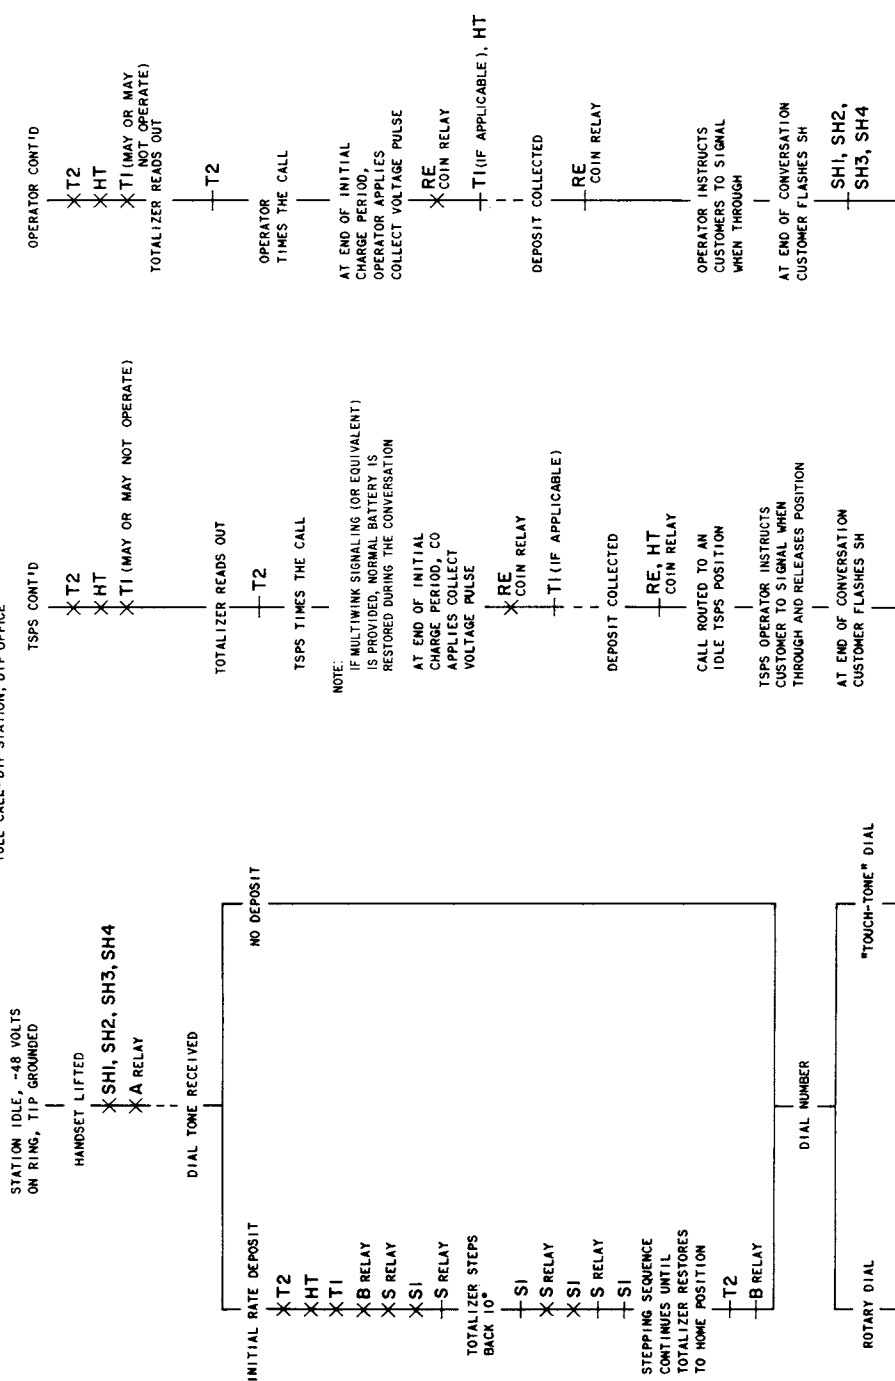 TOLL CALL-DTF STATION, DTF OFFICE
STATION IDLE, -48 VOLTS
ON RING, TIP GROUNDED
HANDSET LIFTED
SH1, SH2, SH3, SH4
A RELAY
DIAL TONE RECEIVED
INITIAL RATE DEPOSIT
T2
HT
T1
B RELAY
S RELAY
S1
S RELAY
TOTALIZER STEPS
BACK 10°
S1
S RELAY
S1
S RELAY
S1
STEPPING SEQUENCE
CONTINUES UNTIL
TOTALIZER RESTORES
TO HOME POSITION
T2
B RELAY
NO DEPOSIT
DIAL NUMBER
ROTARY DIAL
"TOUCH-TONE" DIAL
TSPS CONT'D
T2
HT
T1 (MAY OR MAY NOT OPERATE)
TOTALIZER READS OUT
T2
TSPS TIMES THE CALL
NOTE:
IF MULTIWINK SIGNALING (OR EQUIVALENT)
IS PROVIDED, NORMAL BATTERY IS
RESTORED DURING THE CONVERSATION
AT END OF INITIAL
CHARGE PERIOD, CO
APPLIES COLLECT
VOLTAGE PULSE
RE
COIN RELAY
T1 (IF APPLICABLE)
DEPOSIT COLLECTED
RE, HT
COIN RELAY
CALL ROUTED TO AN
IDLE TSPS POSITION
TSPS OPERATOR INSTRUCTS
CUSTOMER TO SIGNAL WHEN
THROUGH AND RELEASES POSITION
AT END OF CONVERSATION
CUSTOMER FLASHES SH
OPERATOR CONT'D
T2
HT
T1 (MAY OR MAY
NOT OPERATE)
TOTALIZER READS OUT
T2
OPERATOR
TIMES THE CALL
AT END OF INITIAL
CHARGE PERIOD,
OPERATOR APPLIES
COLLECT VOLTAGE PULSE
RE
COIN RELAY
T1 (IF APPLICABLE), HT
DEPOSIT COLLECTED
RE
COIN RELAY
OPERATOR INSTRUCTS
CUSTOMERS TO SIGNAL
WHEN THROUGH
AT END OF CONVERSATION
CUSTOMER FLASHES SH
SH1, SH2,
SH3, SH4